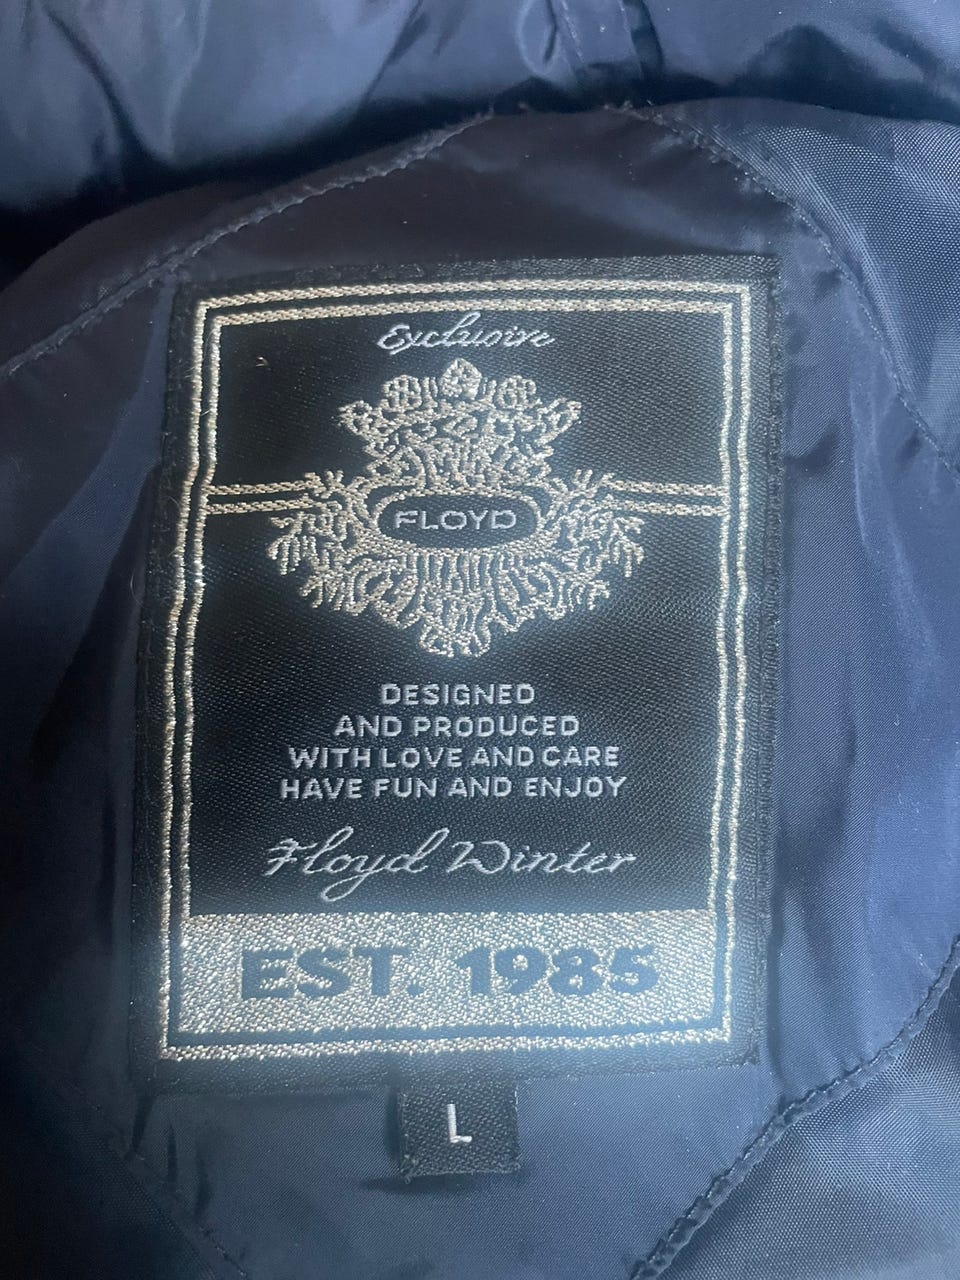 Exclusive
FLOYD
DESIGNED
AND PRODUCED
WITH LOVE AND CARE
HAVE FUN AND ENJOY
Floyd Winter
EST. 1985
L